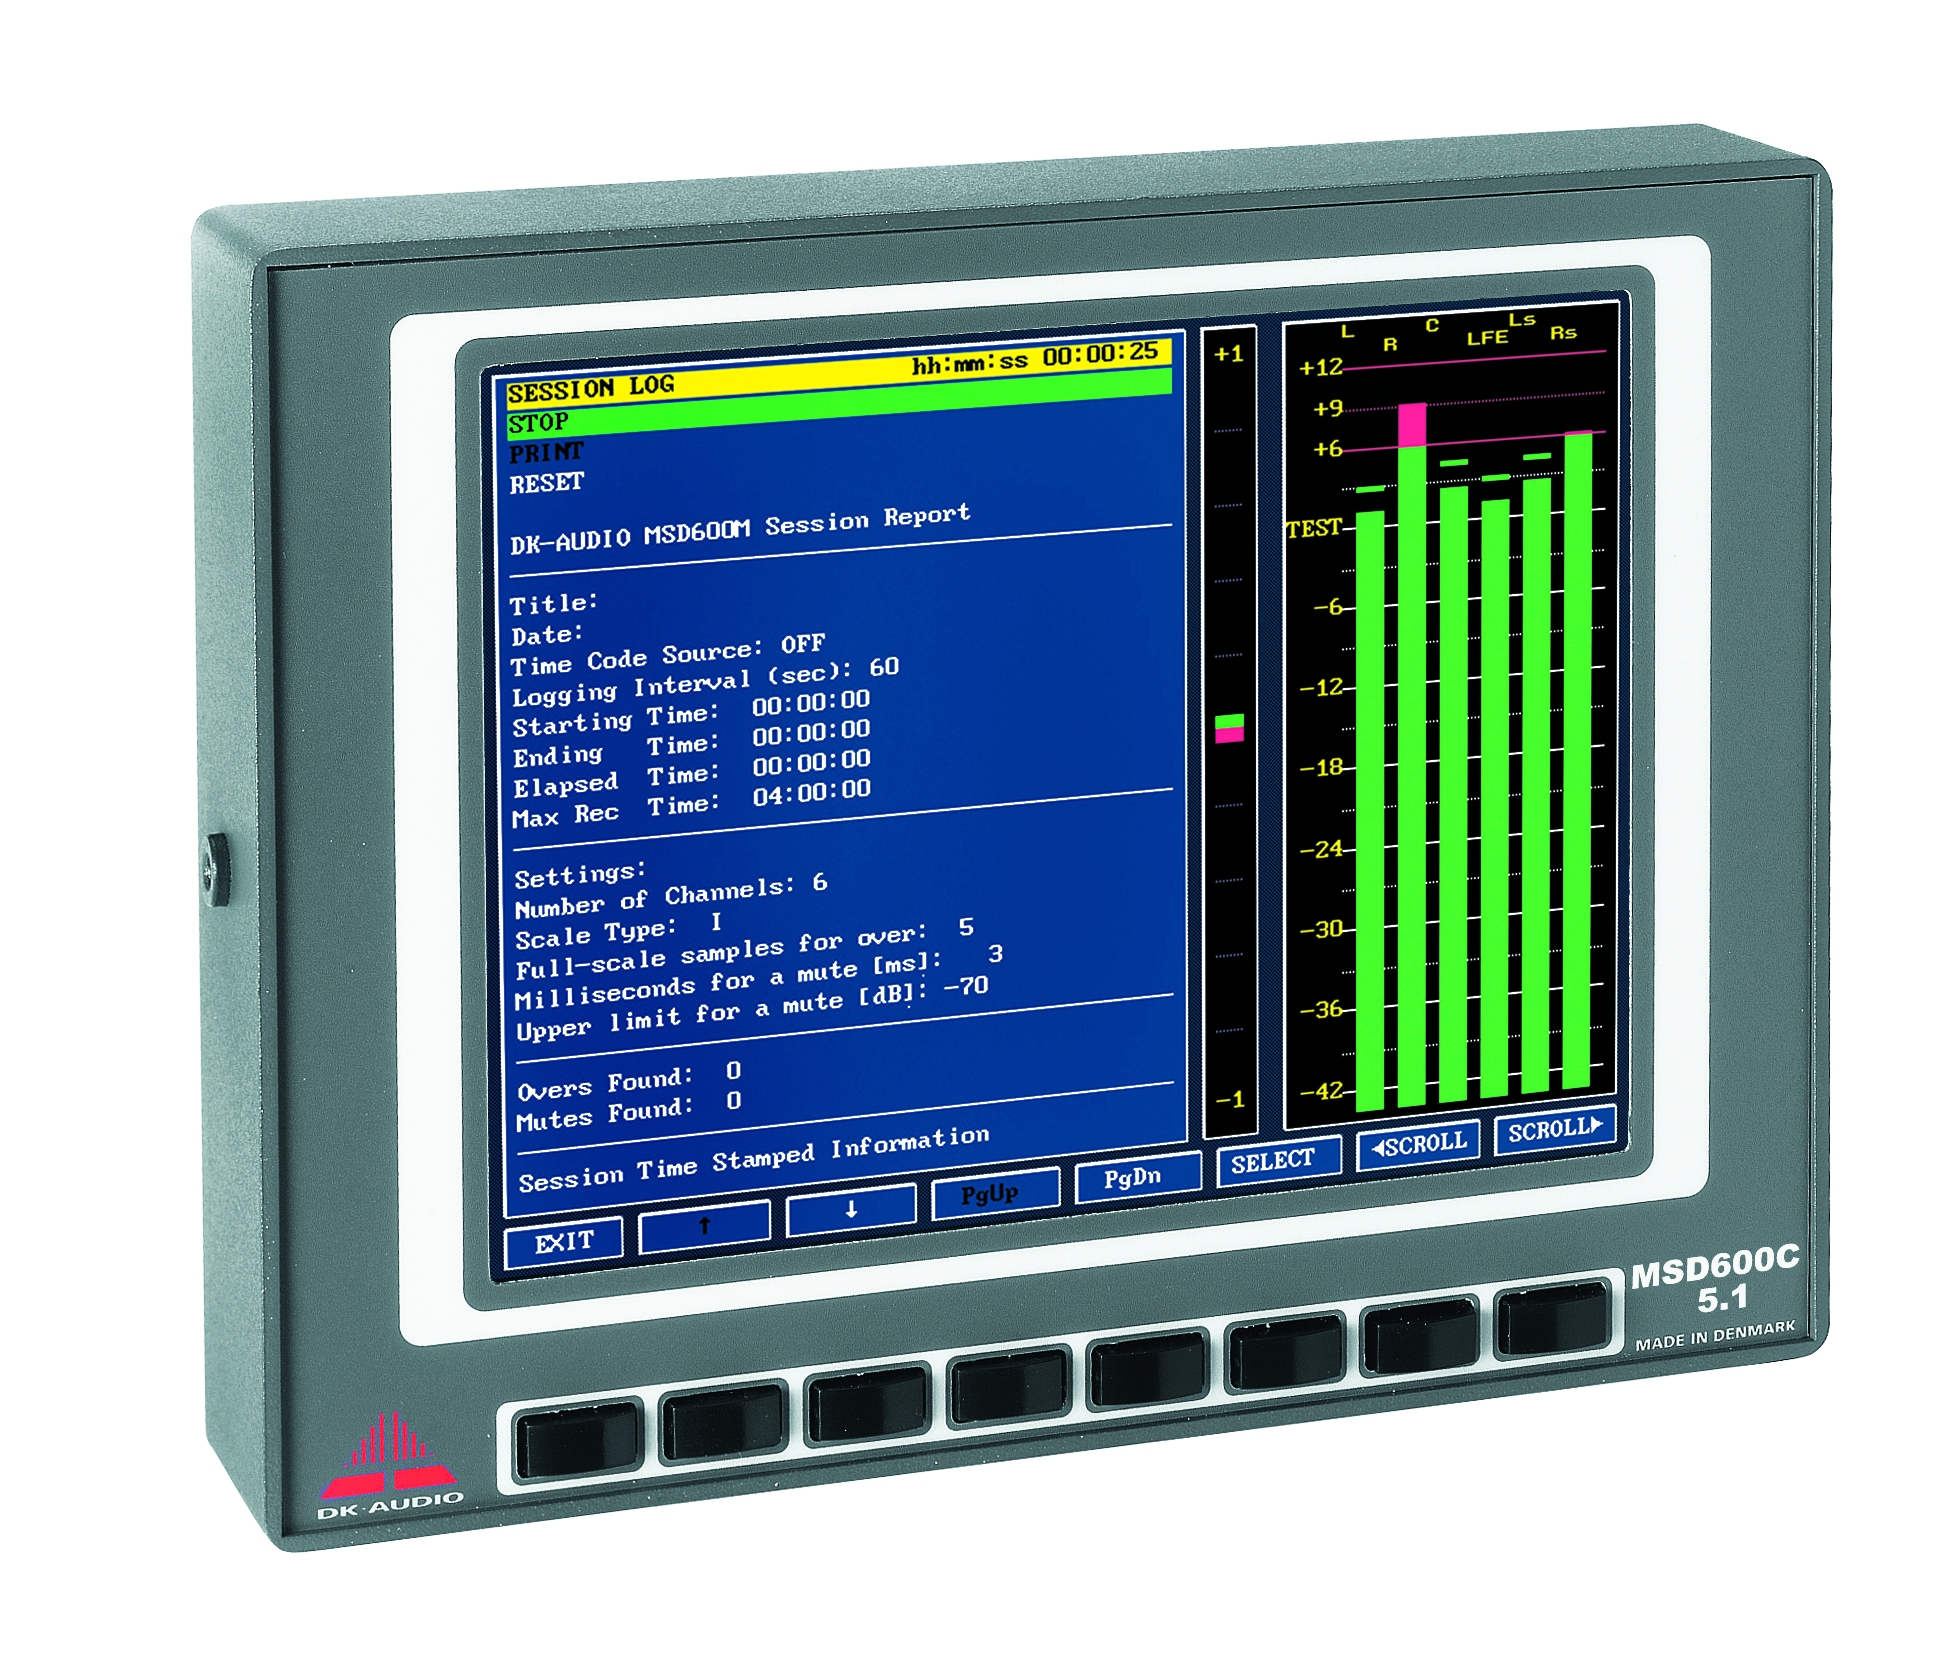 SESSION LOG hh:mm:ss 00:00:25
STOP
PRINT
RESET
DK-AUDIO MSD600M Session Report
Title:
Date:
Time Code Source: OFF
Logging Interval (sec): 60
Starting Time: 00:00:00
Ending Time: 00:00:00
Elapsed Time: 00:00:00
Max Rec Time: 04:00:00
Settings:
Number of Channels: 6
Scale Type: I
Full-scale samples for over: 5
Milliseconds for a mute [ms]: 3
Upper limit for a mute [dB]: -70
Overs Found: 0
Mutes Found: 0
Session Time Stamped Information
+1
-1
L R C LFE Ls Rs
+12
+9
+6
TEST
-6
-12
-18
-24
-30
-36
-42
EXIT ↑ ↓ PgUp PgDn SELECT ◀SCROLL SCROLL▶
MSD600C
5.1
MADE IN DENMARK
DK·AUDIO